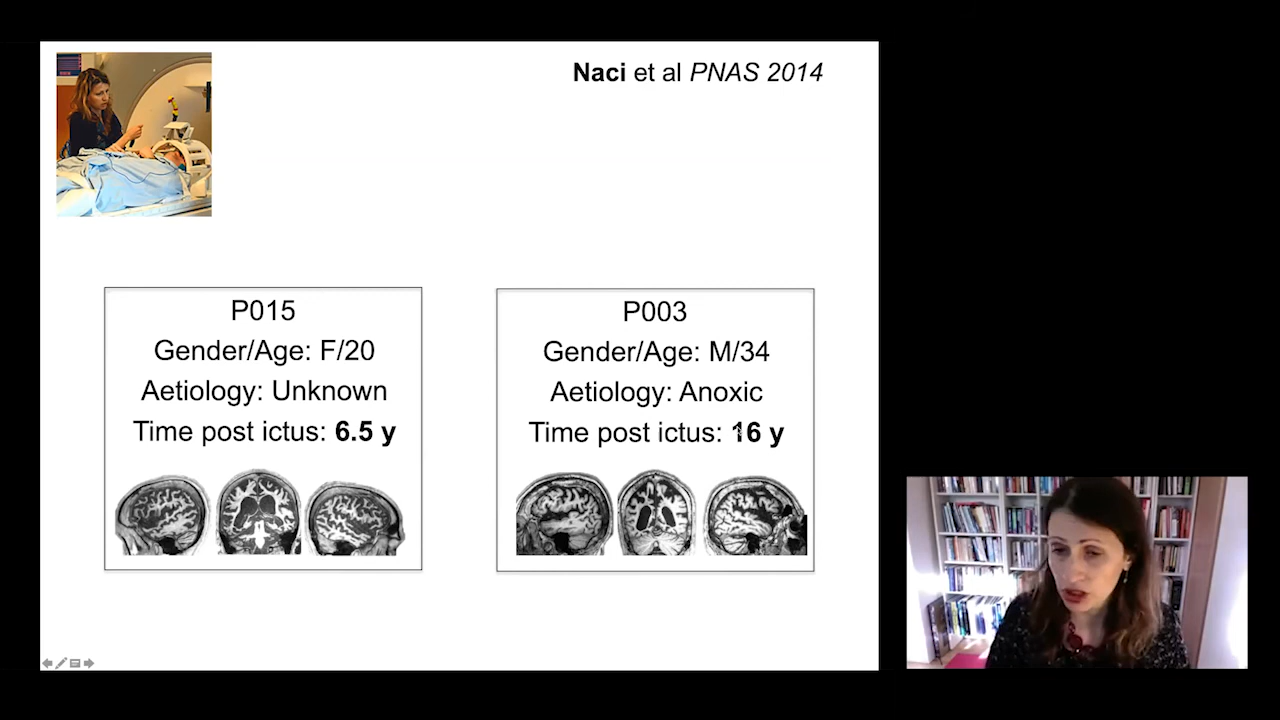 Naci et al PNAS 2014
P015
Gender/Age: F/20
Aetiology: Unknown
Time post ictus: 6.5 y
P003
Gender/Age: M/34
Aetiology: Anoxic
Time post ictus: 16 y